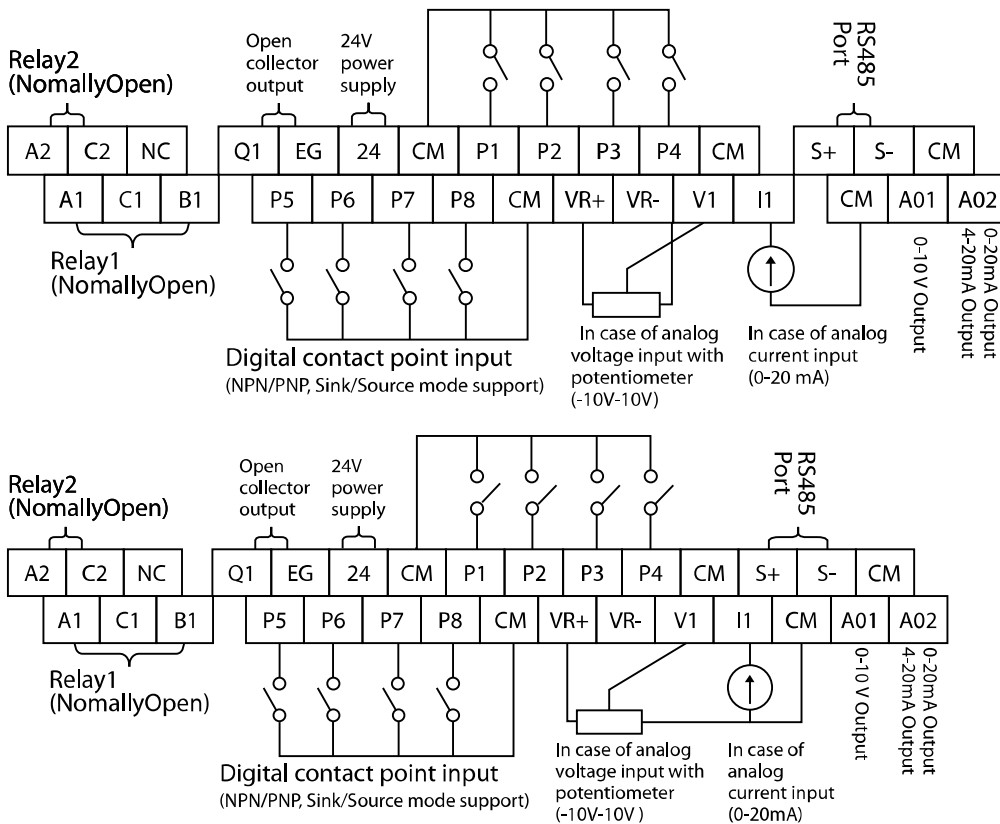 Relay2
(NomallyOpen)
Open
collector
output
24V
power
supply
RS485
Port
A2 C2 NC Q1 EG 24 CM P1 P2 P3 P4 CM S+ S- CM
A1 C1 B1 P5 P6 P7 P8 CM VR+ VR- V1 I1 CM A01 A02
Relay1
(NomallyOpen)
Digital contact point input
(NPN/PNP, Sink/Source mode support)
In case of analog
voltage input with
potentiometer
(-10V-10V)
In case of analog
current input
(0-20 mA)
0-10 V Output
0-20mA Output
4-20mA Output
Relay2
(NomallyOpen)
Open
collector
output
24V
power
supply
RS485
Port
A2 C2 NC Q1 EG 24 CM P1 P2 P3 P4 CM S+ S- CM
A1 C1 B1 P5 P6 P7 P8 CM VR+ VR- V1 I1 CM A01 A02
Relay1
(NomallyOpen)
Digital contact point input
(NPN/PNP, Sink/Source mode support)
In case of analog
voltage input with
potentiometer
(-10V-10V )
In case of
analog
current input
(0-20mA)
0-10 V Output
0-20mA Output
4-20mA Output